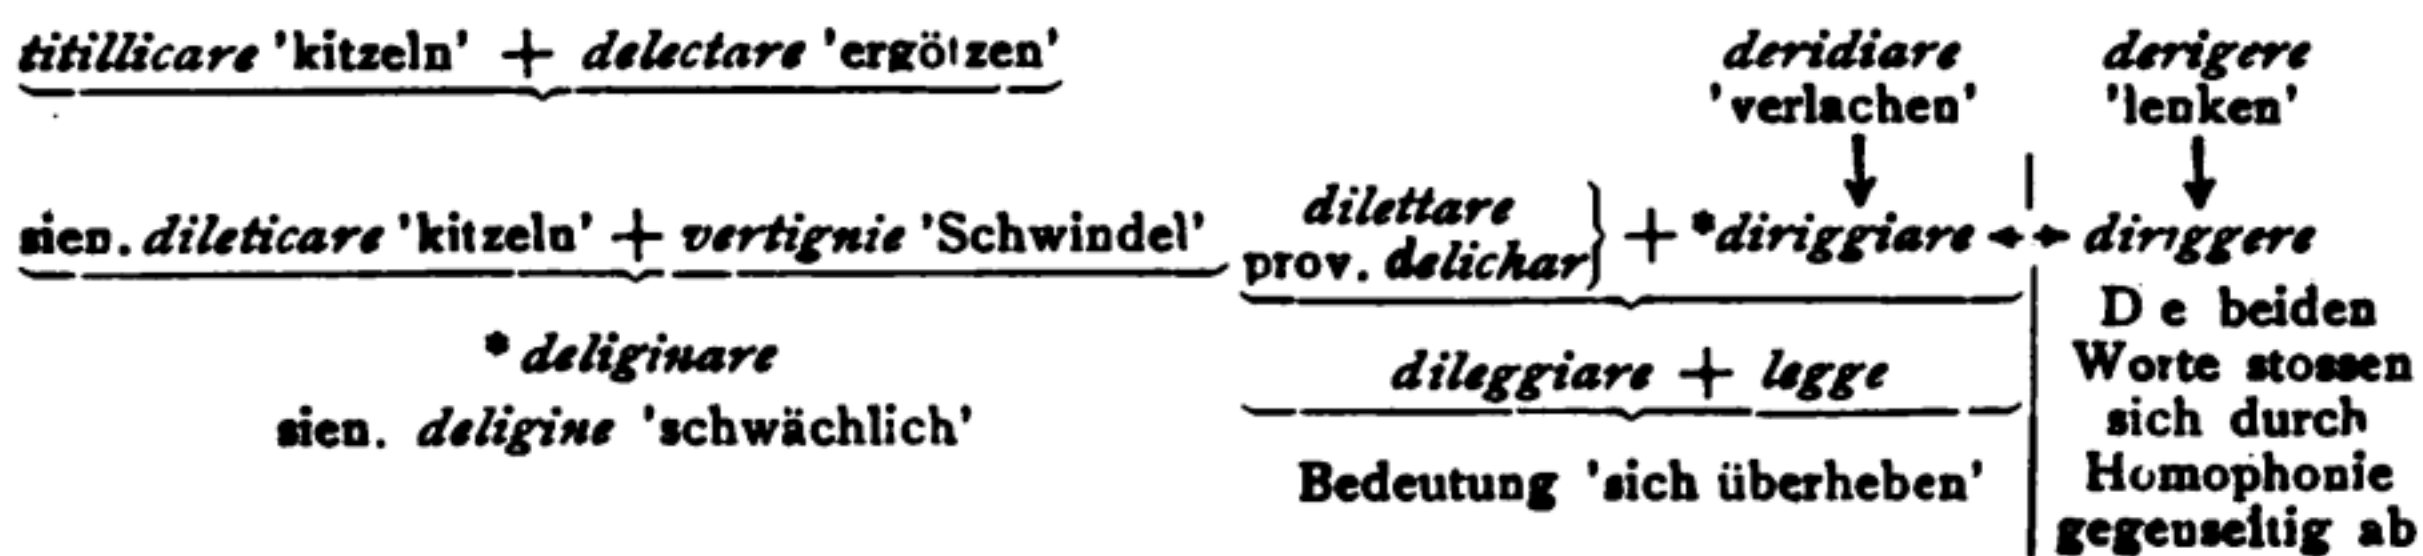 titillicare 'kitzeln' + delectare 'ergötzen'
deridiare
'verlachen'
derigere
'lenken'
sien. dileticare 'kitzeln' + vertignie 'Schwindel'
dilettare
prov. delichar} + *diriggiare ↔ diriggere
* deliginare
sien. deligine 'schwächlich'
dileggiare + legge
Bedeutung 'sich überheben'
D e beiden
Worte stossen
sich durch
Homophonie
gegenseitig ab